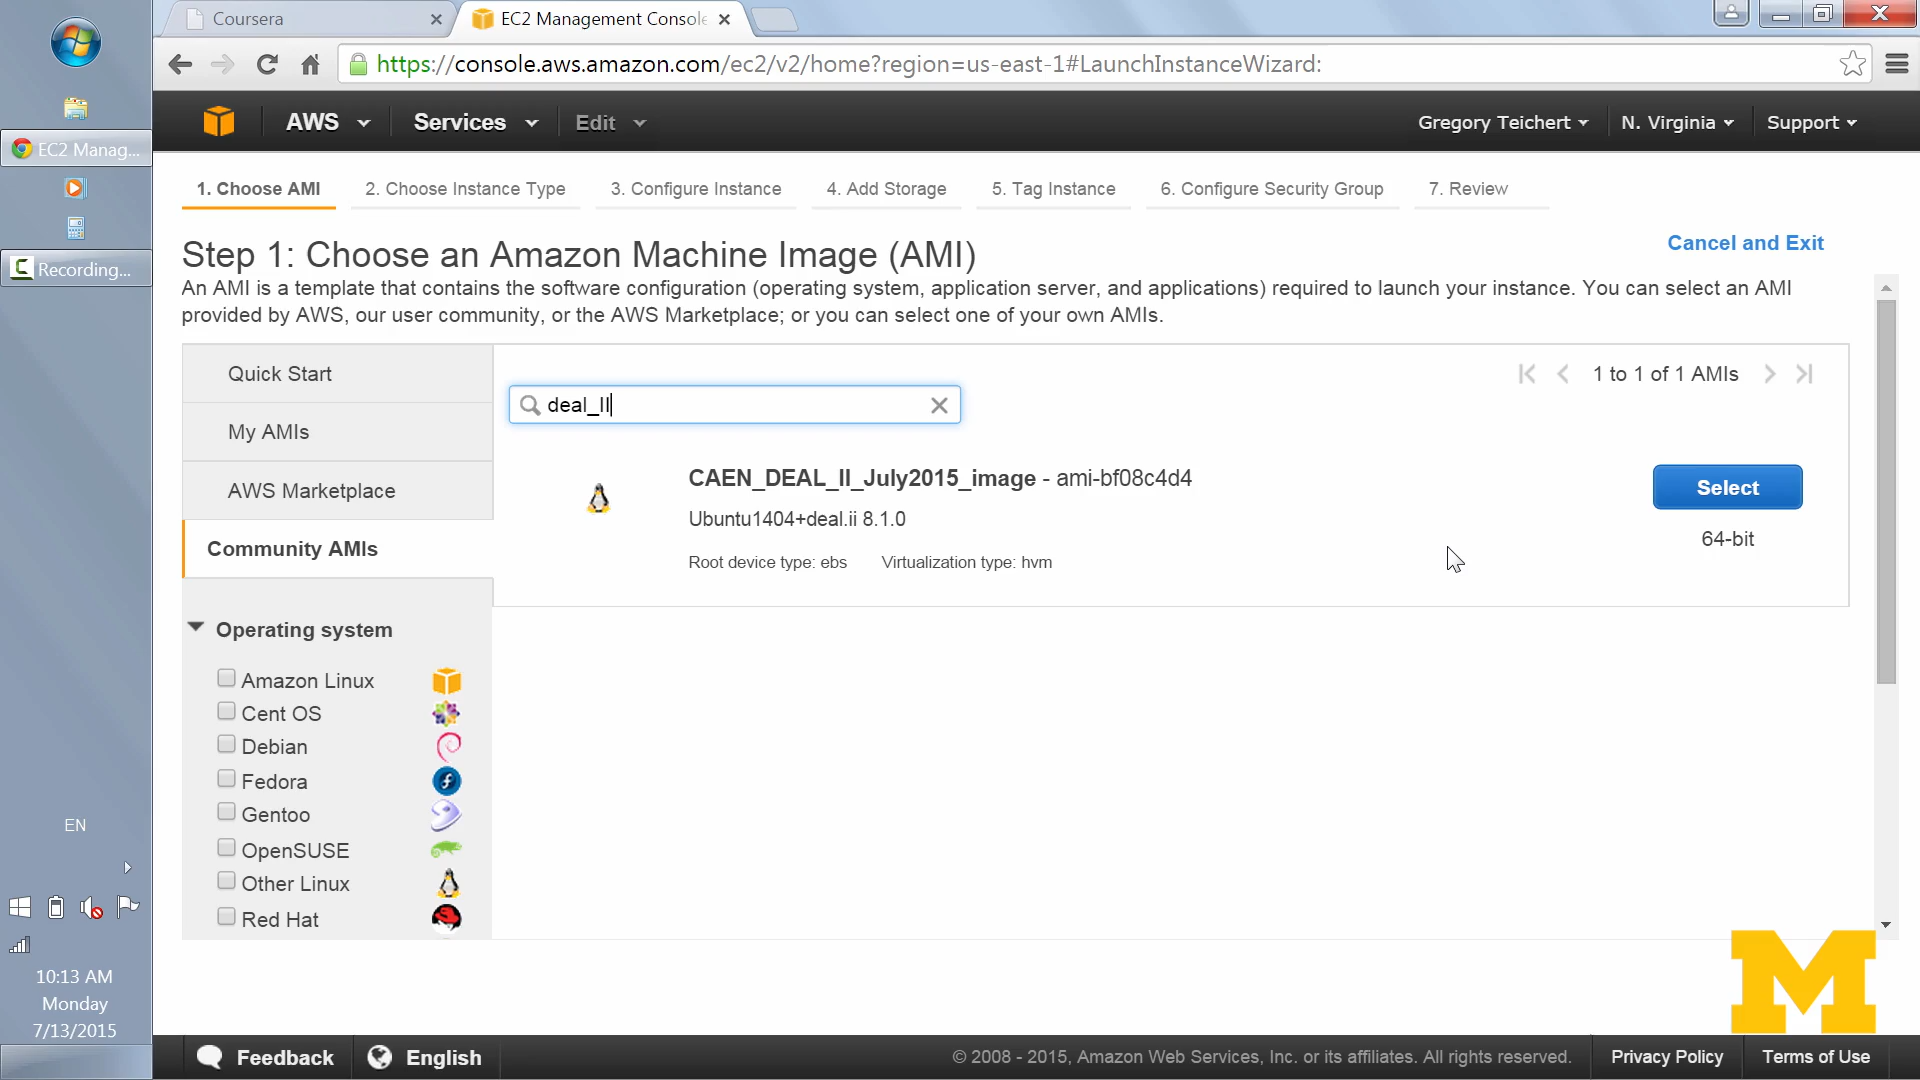 Coursera
EC2 Management Console
https://console.aws.amazon.com/ec2/v2/home?region=us-east-1#LaunchInstanceWizard:
EC2 Manag...
Recording...
AWS Services Edit Gregory Teichert N. Virginia Support
1. Choose AMI 2. Choose Instance Type 3. Configure Instance 4. Add Storage 5. Tag Instance 6. Configure Security Group 7. Review
Step 1: Choose an Amazon Machine Image (AMI)
Cancel and Exit
An AMI is a template that contains the software configuration (operating system, application server, and applications) required to launch your instance. You can select an AMI
provided by AWS, our user community, or the AWS Marketplace; or you can select one of your own AMIs.
Quick Start
My AMIs
AWS Marketplace
Community AMIs
Operating system
Amazon Linux
Cent OS
Debian
Fedora
Gentoo
OpenSUSE
Other Linux
Red Hat
1 to 1 of 1 AMIs
deal_II
CAEN_DEAL_II_July2015_image - ami-bf08c4d4
Ubuntu1404+deal.ii 8.1.0
Root device type: ebs Virtualization type: hvm
Select
64-bit
EN
10:13 AM
Monday
7/13/2015
M
Feedback English © 2008 - 2015, Amazon Web Services, Inc. or its affiliates. All rights reserved. Privacy Policy Terms of Use